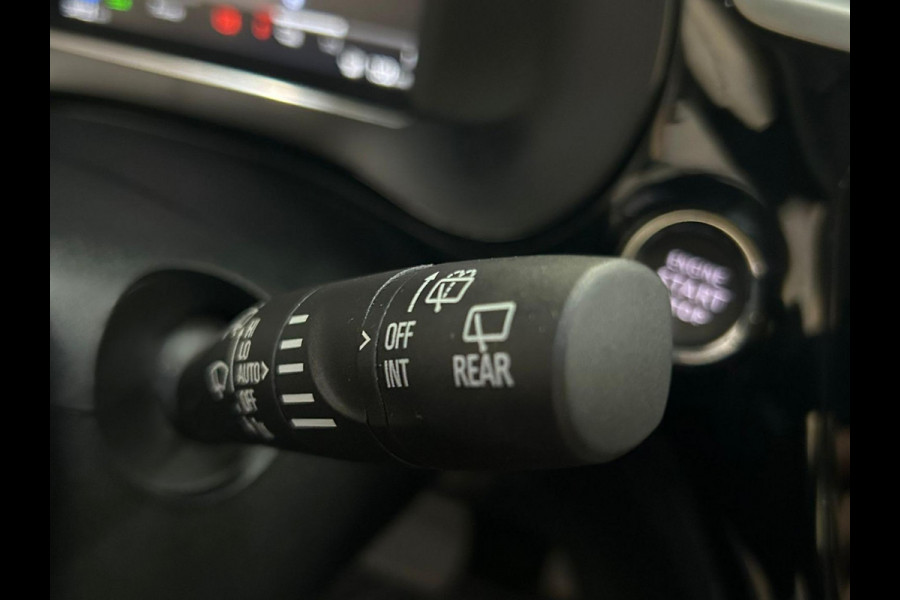 HI
LO
AUTO
OFF
OFF
INT
REAR
ENGINE
START
STOP